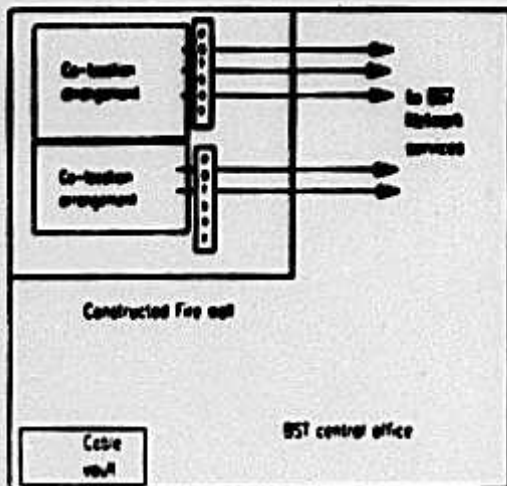 Co-location
arrangement
to BST
Network
services
Co-location
arrangement
Constructed Fire wall
BST central office
Cable
vault